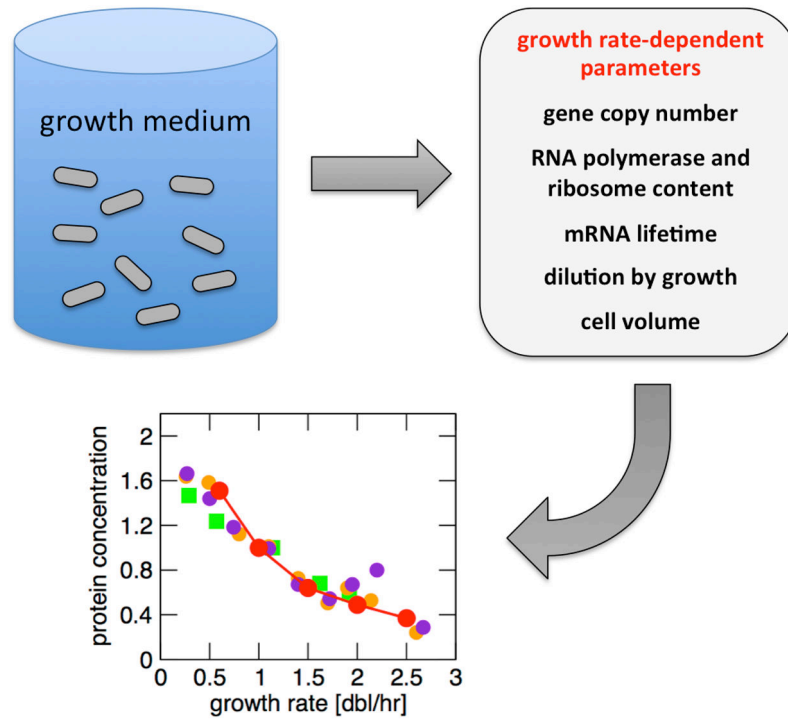 growth medium
growth rate-dependent
parameters
gene copy number
RNA polymerase and
ribosome content
mRNA lifetime
dilution by growth
cell volume
protein concentration
2
1.6
1.2
0.8
0.4
0
0 0.5 1 1.5 2 2.5 3
growth rate [dbl/hr]